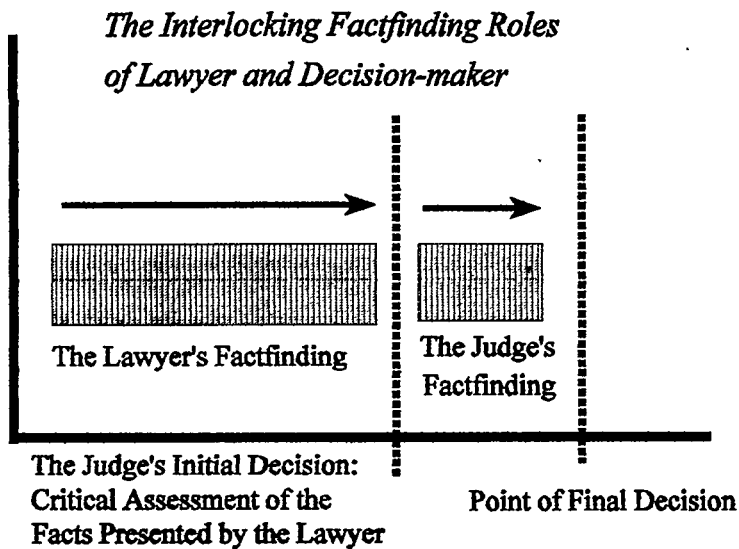 The Interlocking Factfinding Roles
of Lawyer and Decision-maker
The Lawyer's Factfinding
The Judge's
Factfinding
The Judge's Initial Decision:
Critical Assessment of the
Facts Presented by the Lawyer
Point of Final Decision